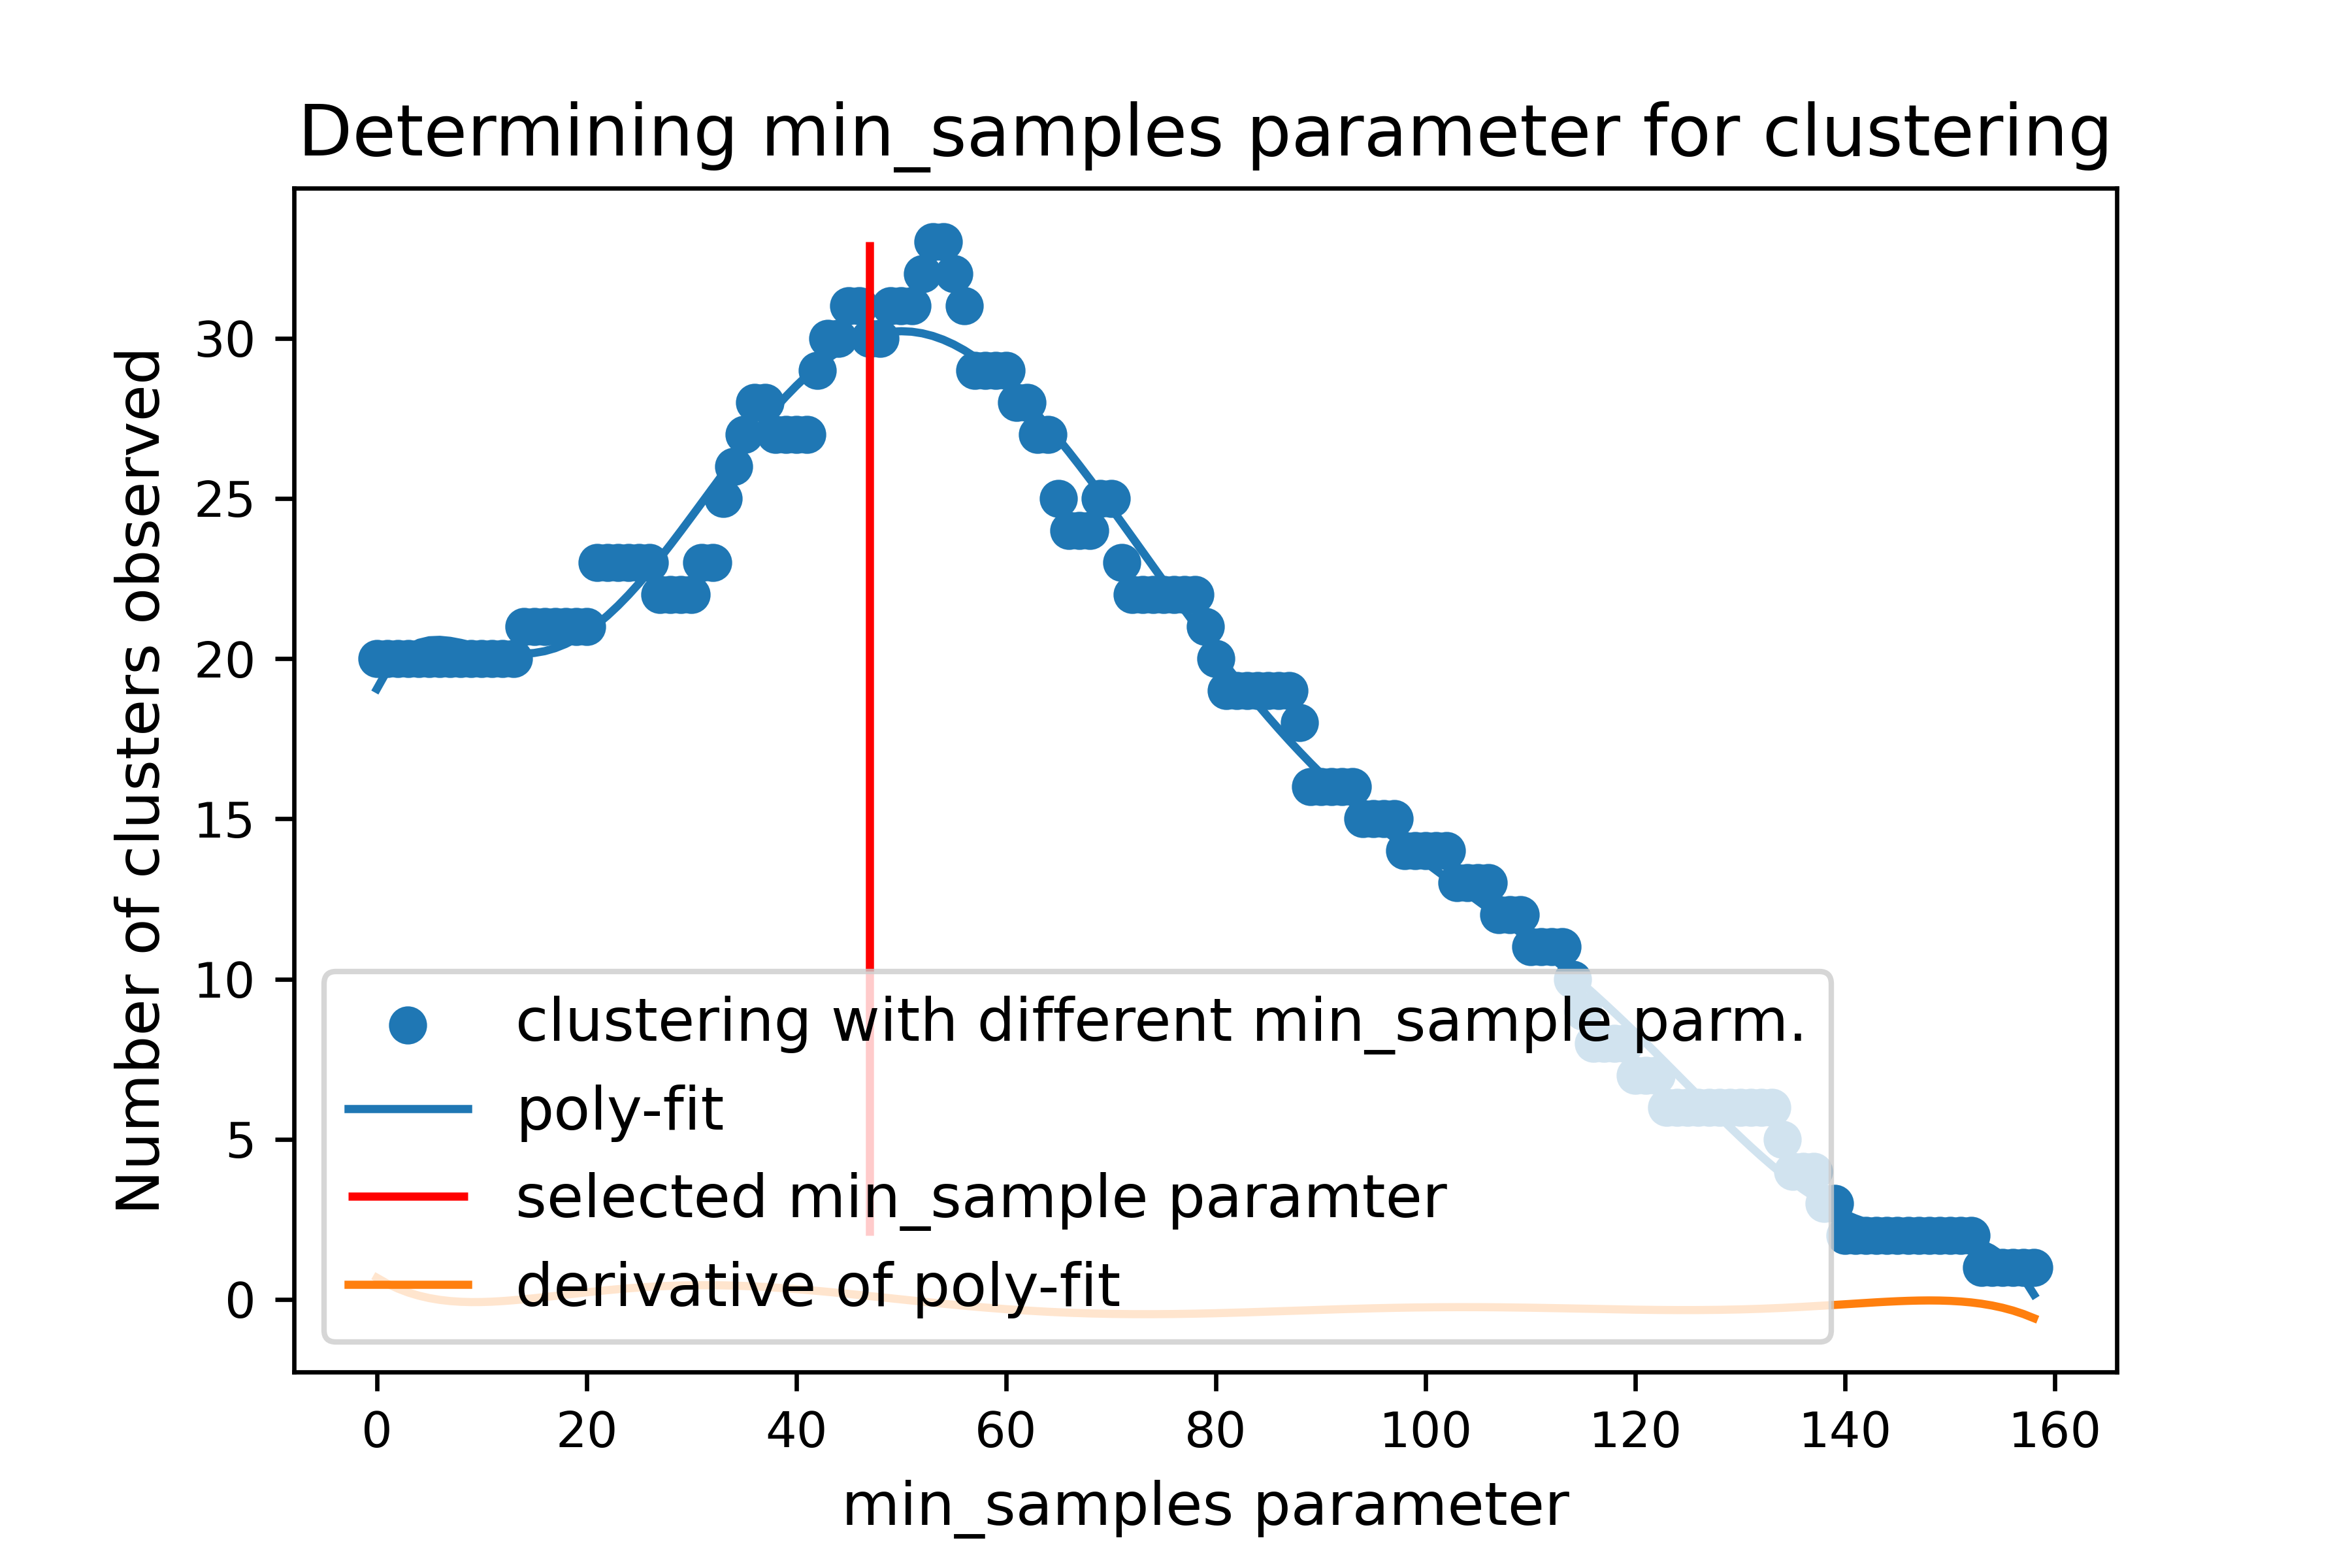 Determining min_samples parameter for clustering
Number of clusters observed
30
25
20
15
10
5
0
clustering with different min_sample parm.
poly-fit
selected min_sample paramter
derivative of poly-fit
0 20 40 60 80 100 120 140 160
min_samples parameter